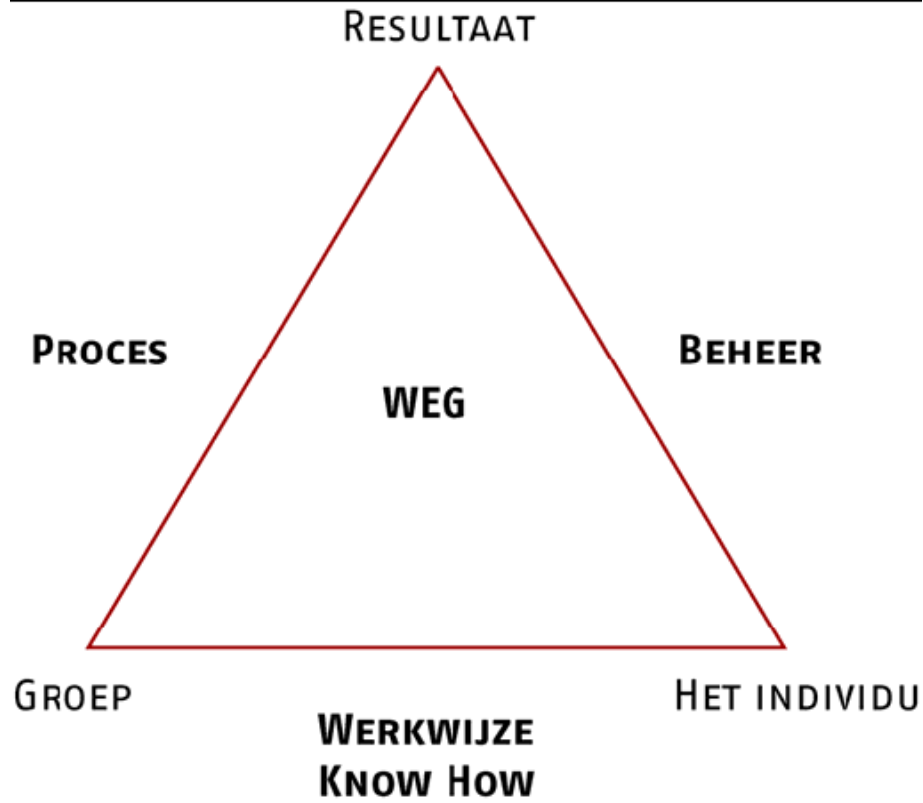 RESULTAAT
PROCES
BEHEER
WEG
GROEP
HET INDIVIDU
WERKWIJZE
KNOW HOW